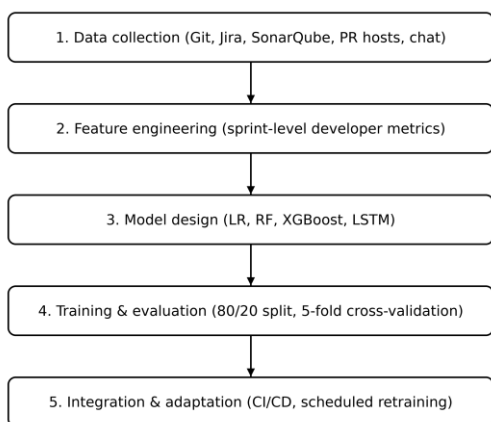 1. Data collection (Git, Jira, SonarQube, PR hosts, chat)
2. Feature engineering (sprint-level developer metrics)
3. Model design (LR, RF, XGBoost, LSTM)
4. Training & evaluation (80/20 split, 5-fold cross-validation)
5. Integration & adaptation (CI/CD, scheduled retraining)